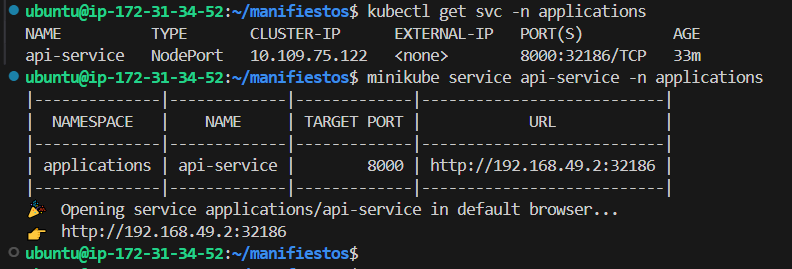 ubuntu@ip-172-31-34-52:~/manifiestos$ kubectl get svc -n applications
NAME          TYPE       CLUSTER-IP      EXTERNAL-IP   PORT(S)          AGE
api-service   NodePort   10.109.75.122   <none>        8000:32186/TCP   33m
ubuntu@ip-172-31-34-52:~/manifiestos$ minikube service api-service -n applications
|--------------|-------------|-------------|---------------------------|
|  NAMESPACE   |    NAME     | TARGET PORT |            URL            |
|--------------|-------------|-------------|---------------------------|
| applications | api-service |        8000 | http://192.168.49.2:32186 |
|--------------|-------------|-------------|---------------------------|
🎉  Opening service applications/api-service in default browser...
👉  http://192.168.49.2:32186
ubuntu@ip-172-31-34-52:~/manifiestos$